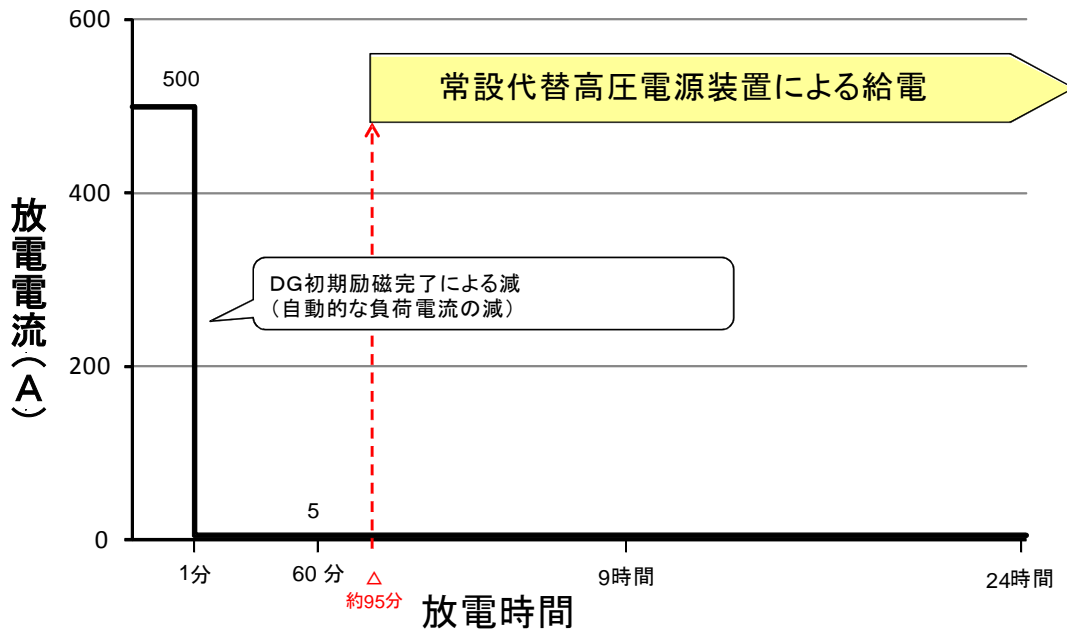 600
500
常設代替高圧電源装置による給電
400
放電電流(A)
DG初期励磁完了による減
(自動的な負荷電流の減)
200
5
0
1分
60 分
△
約95分
9時間
24時間
放電時間